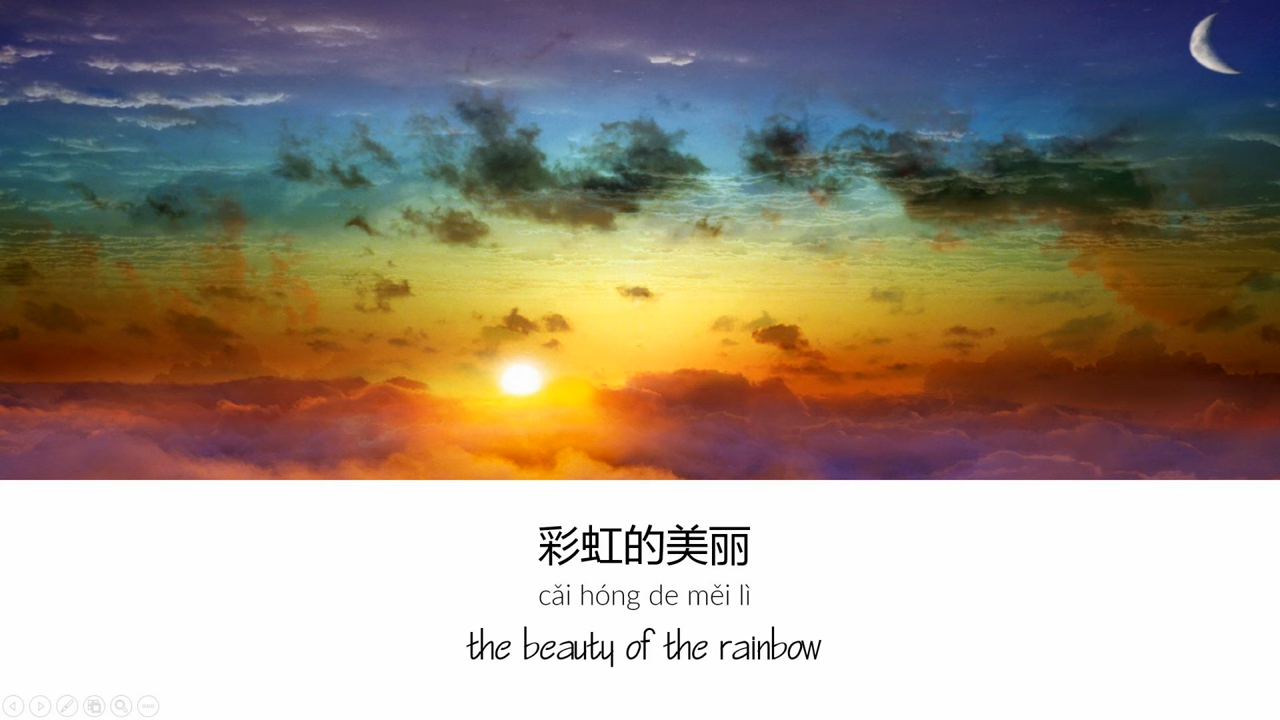 彩虹的美丽
cǎi hóng de měi lì
the beauty of the rainbow